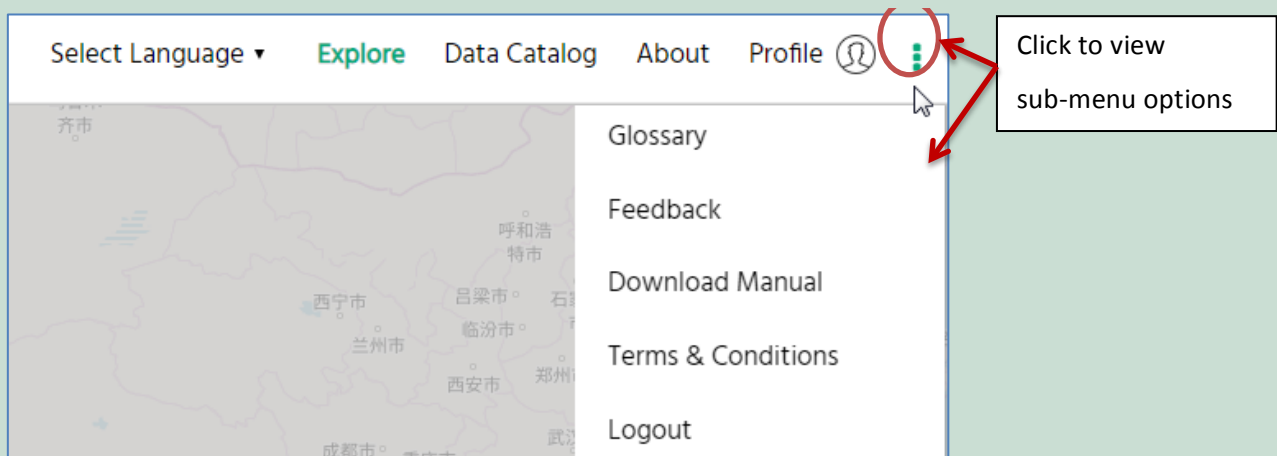 Select Language ▾ Explore Data Catalog About Profile
Click to view
sub-menu options
齐市
Glossary
Feedback
呼和浩
特市
Download Manual
西宁市
吕梁市
临汾市
兰州市
Terms & Conditions
西安市
郑州
Logout
成都市